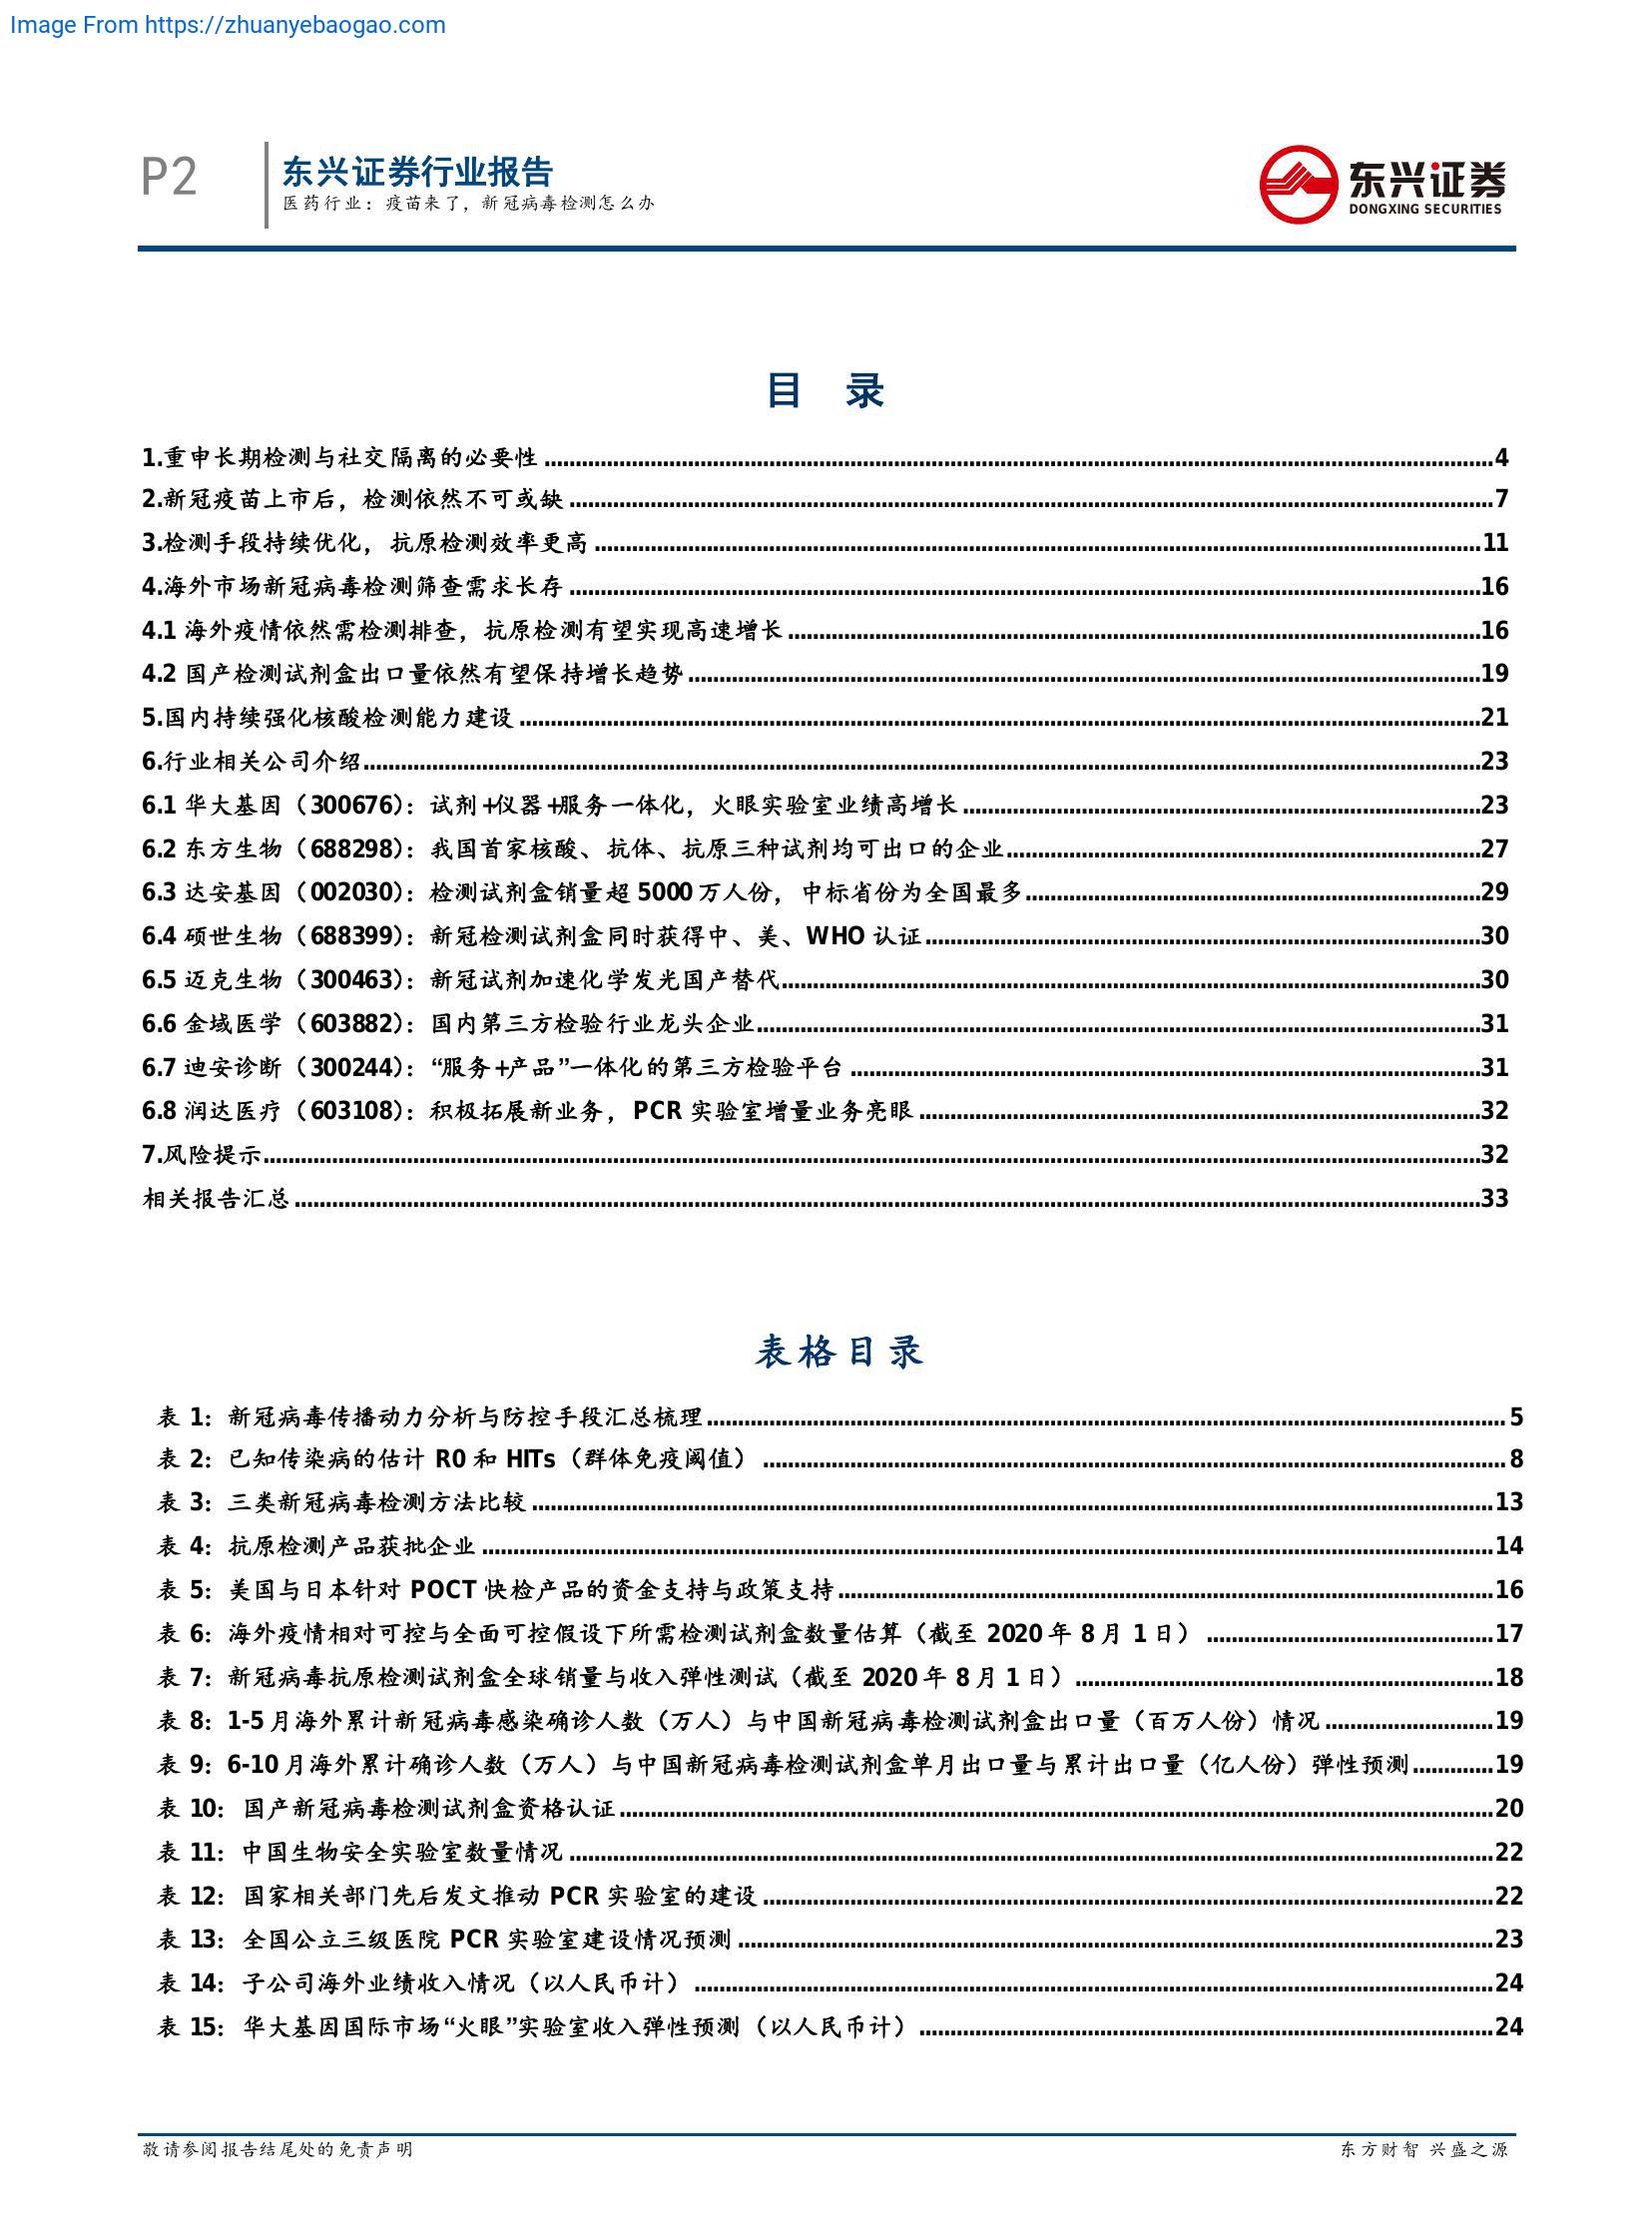 Image From https://zhuanyebaogao.com
P2
东兴证券行业报告
医药行业：疫苗来了，新冠病毒检测怎么办
东兴证券
DONGXING SECURITIES
目 录
1.重申长期检测与社交隔离的必要性 4
2.新冠疫苗上市后，检测依然不可或缺 7
3.检测手段持续优化，抗原检测效率更高 11
4.海外市场新冠病毒检测筛查需求长存 16
4.1 海外疫情依然需检测排查，抗原检测有望实现高速增长 16
4.2 国产检测试剂盒出口量依然有望保持增长趋势 19
5.国内持续强化核酸检测能力建设 21
6.行业相关公司介绍 23
6.1 华大基因（300676）：试剂+仪器+服务一体化，火眼实验室业绩高增长 23
6.2 东方生物（688298）：我国首家核酸、抗体、抗原三种试剂均可出口的企业 27
6.3 达安基因（002030）：检测试剂盒销量超 5000 万人份，中标省份为全国最多 29
6.4 硕世生物（688399）：新冠检测试剂盒同时获得中、美、WHO 认证 30
6.5 迈克生物（300463）：新冠试剂加速化学发光国产替代 30
6.6 金域医学（603882）：国内第三方检验行业龙头企业 31
6.7 迪安诊断（300244）：“服务+产品”一体化的第三方检验平台 31
6.8 润达医疗（603108）：积极拓展新业务，PCR 实验室增量业务亮眼 32
7.风险提示 32
相关报告汇总 33
表格目录
表 1：新冠病毒传播动力分析与防控手段汇总梳理 5
表 2：已知传染病的估计 R0 和 HITs（群体免疫阈值） 8
表 3：三类新冠病毒检测方法比较 13
表 4：抗原检测产品获批企业 14
表 5：美国与日本针对 POCT 快检产品的资金支持与政策支持 16
表 6：海外疫情相对可控与全面可控假设下所需检测试剂盒数量估算（截至 2020 年 8 月 1 日） 17
表 7：新冠病毒抗原检测试剂盒全球销量与收入弹性测试（截至 2020 年 8 月 1 日） 18
表 8：1-5 月海外累计新冠病毒感染确诊人数（万人）与中国新冠病毒检测试剂盒出口量（百万人份）情况 19
表 9：6-10 月海外累计确诊人数（万人）与中国新冠病毒检测试剂盒单月出口量与累计出口量（亿人份）弹性预测 19
表 10：国产新冠病毒检测试剂盒资格认证 20
表 11：中国生物安全实验室数量情况 22
表 12：国家相关部门先后发文推动 PCR 实验室的建设 22
表 13：全国公立三级医院 PCR 实验室建设情况预测 23
表 14：子公司海外业绩收入情况（以人民币计） 24
表 15：华大基因国际市场“火眼”实验室收入弹性预测（以人民币计） 24
敬请参阅报告结尾处的免责声明
东方财智 兴盛之源